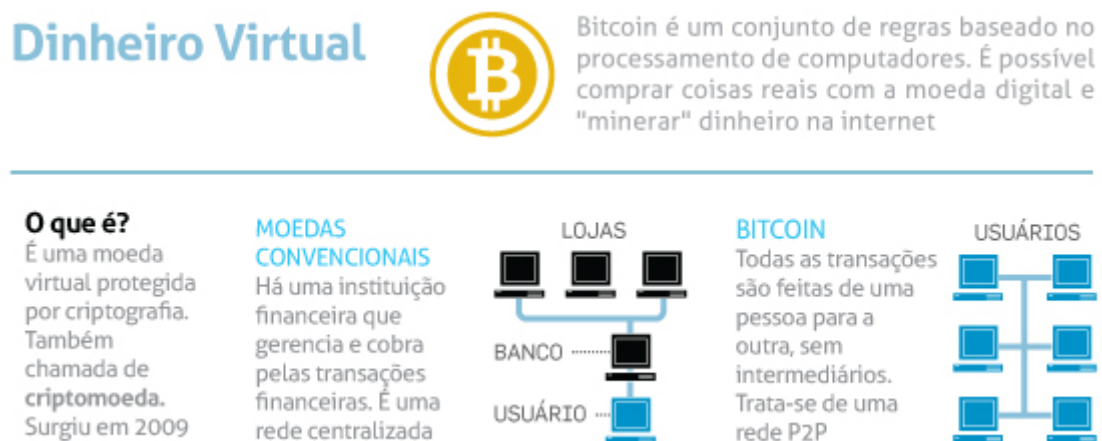 Dinheiro Virtual
Bitcoin é um conjunto de regras baseado no
processamento de computadores. É possível
comprar coisas reais com a moeda digital e
"minerar" dinheiro na internet
O que é?
É uma moeda
virtual protegida
por criptografia.
Também
chamada de
criptomoeda.
Surgiu em 2009
MOEDAS
CONVENCIONAIS
Há uma instituição
financeira que
gerencia e cobra
pelas transações
financeiras. É uma
rede centralizada
LOJAS
BANCO
USUÁRIO
BITCOIN
Todas as transações
são feitas de uma
pessoa para a
outra, sem
intermediários.
Trata-se de uma
rede P2P
USUÁRIOS